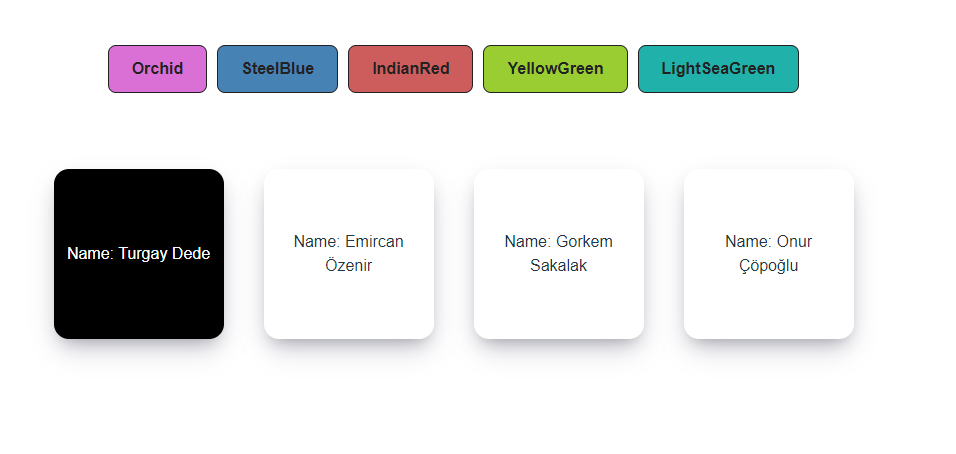 Orchid
SteelBlue
IndianRed
YellowGreen
LightSeaGreen
Name: Turgay Dede
Name: Emircan
Özenir
Name: Gorkem
Sakalak
Name: Onur
Çöpoğlu